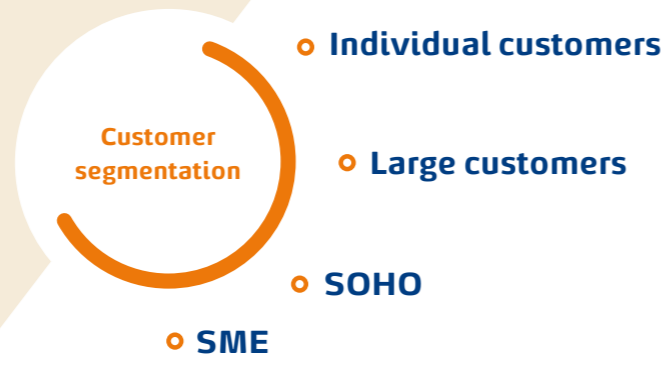 Individual customers
Customer
segmentation
Large customers
SOHO
SME